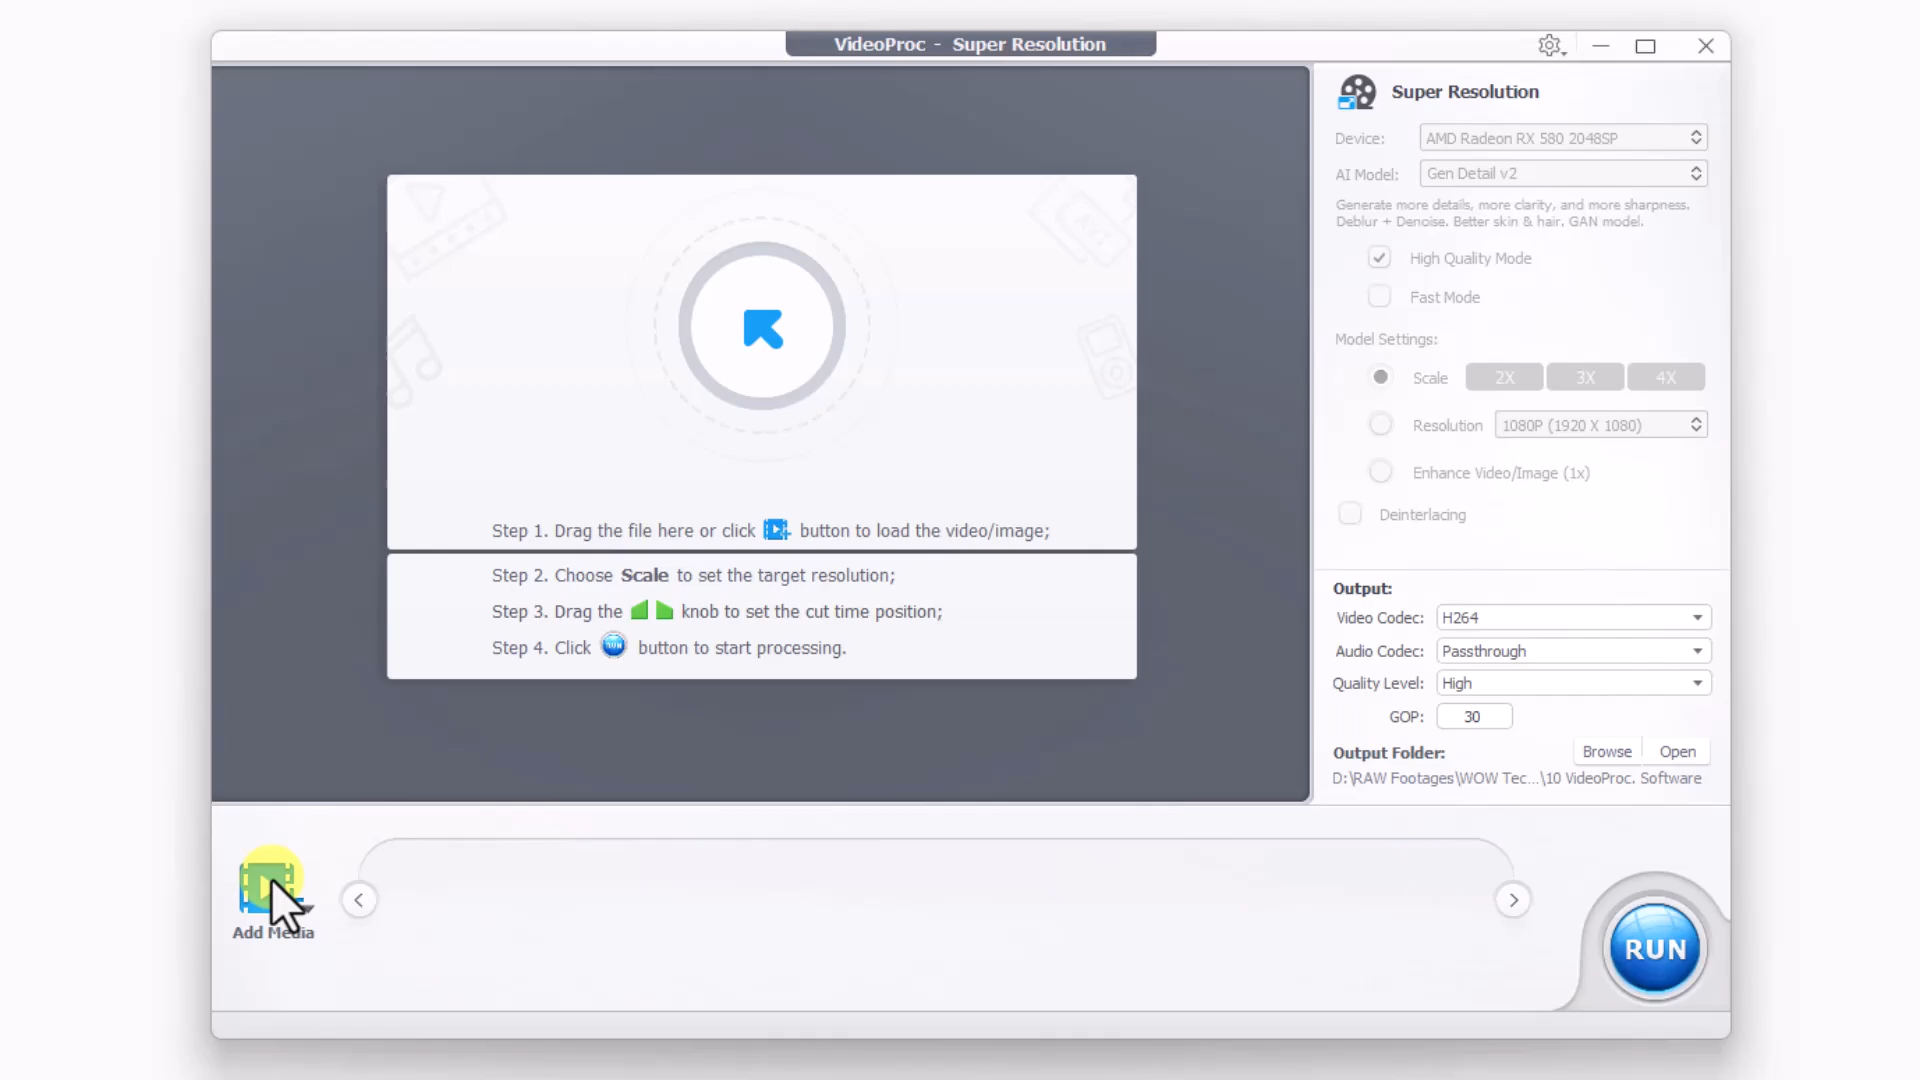 VideoProc - Super Resolution
Super Resolution
Device: AMD Radeon RX 580 2048SP
AI Model: Gen Detail v2
Generate more details, more clarity, and more sharpness.
Deblur + Denoise. Better skin & hair. GAN model.
High Quality Mode
Fast Mode
Model Settings:
Scale 2X 3X 4X
Resolution 1080P (1920 X 1080)
Enhance Video/Image (1x)
Deinterlacing
Step 1. Drag the file here or click button to load the video/image;
Step 2. Choose Scale to set the target resolution;
Step 3. Drag the knob to set the cut time position;
Step 4. Click RUN button to start processing.
Output:
Video Codec: H264
Audio Codec: Passthrough
Quality Level: High
GOP: 30
Output Folder: Browse Open
D:\RAW Footages\WOW Tec...\10 VideoProc. Software
Add Media
RUN